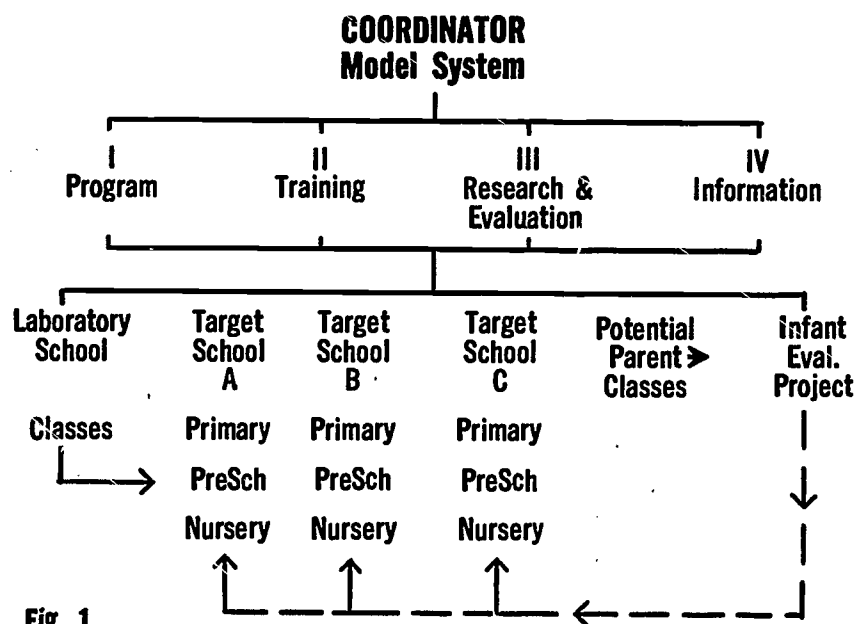 COORDINATOR
Model System
I
Program
II
Training
III
Research &
Evaluation
IV
Information
Laboratory
School
Target
School
A
Target
School
B
Target
School
C
Potential
Parent
Classes
Infant
Eval.
Project
Classes
Primary
PreSch
Nursery
Primary
PreSch
Nursery
Primary
PreSch
Nursery
Fig. 1